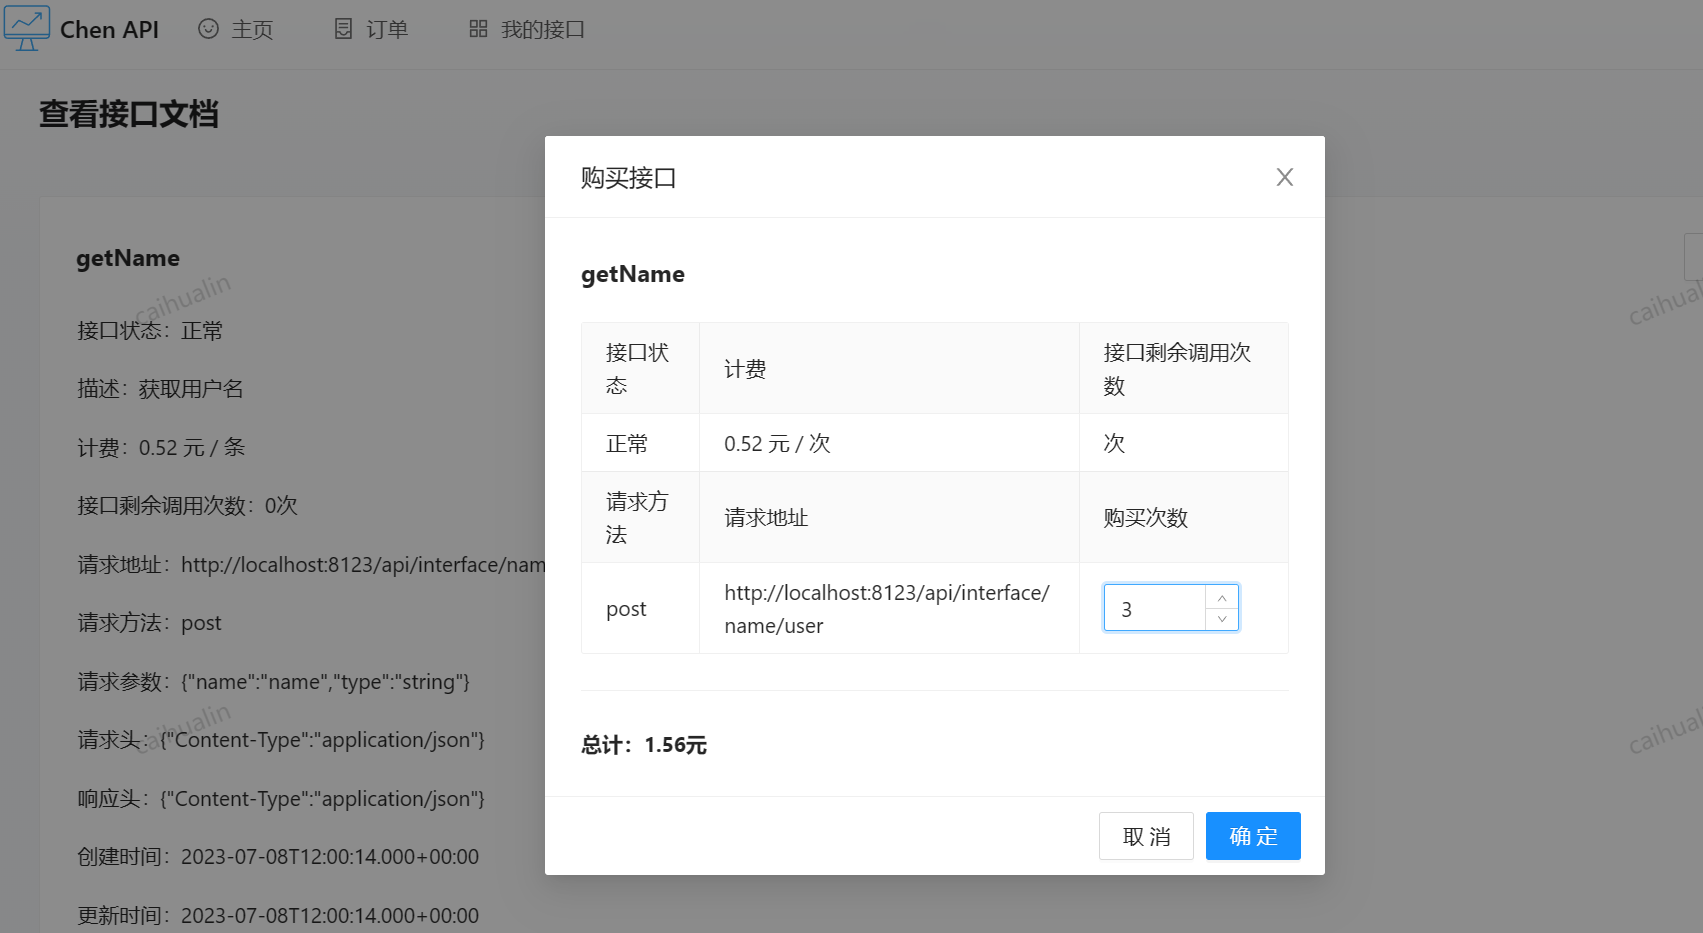 Chen API 主页 订单 我的接口
查看接口文档
getName
接口状态：正常
描述：获取用户名
计费：0.52 元 / 条
接口剩余调用次数：0次
请求地址：http://localhost:8123/api/interface/nam
请求方法：post
请求参数：{"name":"name","type":"string"}
请求头：{"Content-Type":"application/json"}
响应头：{"Content-Type":"application/json"}
创建时间：2023-07-08T12:00:14.000+00:00
更新时间：2023-07-08T12:00:14.000+00:00
caihualin
caihualin
caihual
caihualin
购买接口
getName
接口状
态
计费
接口剩余调用次
数
正常
0.52 元 / 次
次
请求方
法
请求地址
购买次数
post
http://localhost:8123/api/interface/
name/user
3
总计：1.56元
取 消
确 定